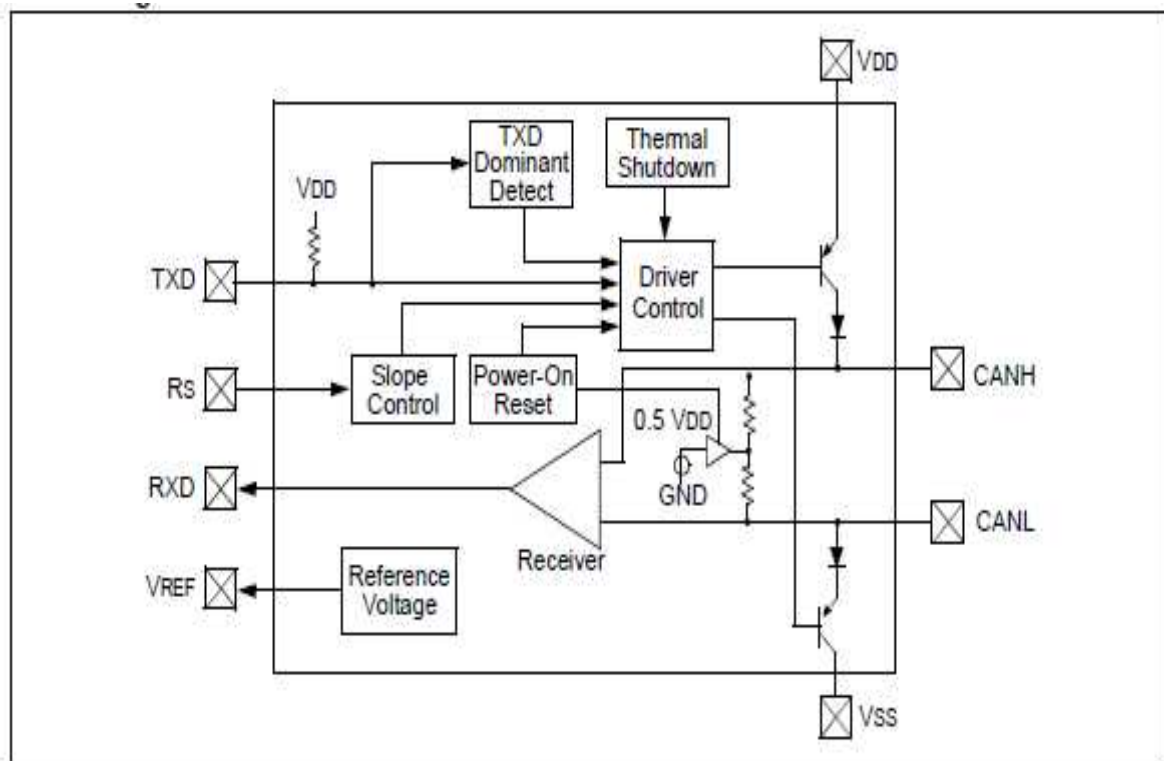 VDD
TXD
Dominant
Detect
Thermal
Shutdown
VDD
TXD
Driver
Control
RS
Slope
Control
Power-On
Reset
CANH
0.5 VDD
GND
RXD
CANL
Receiver
VREF
Reference
Voltage
VSS